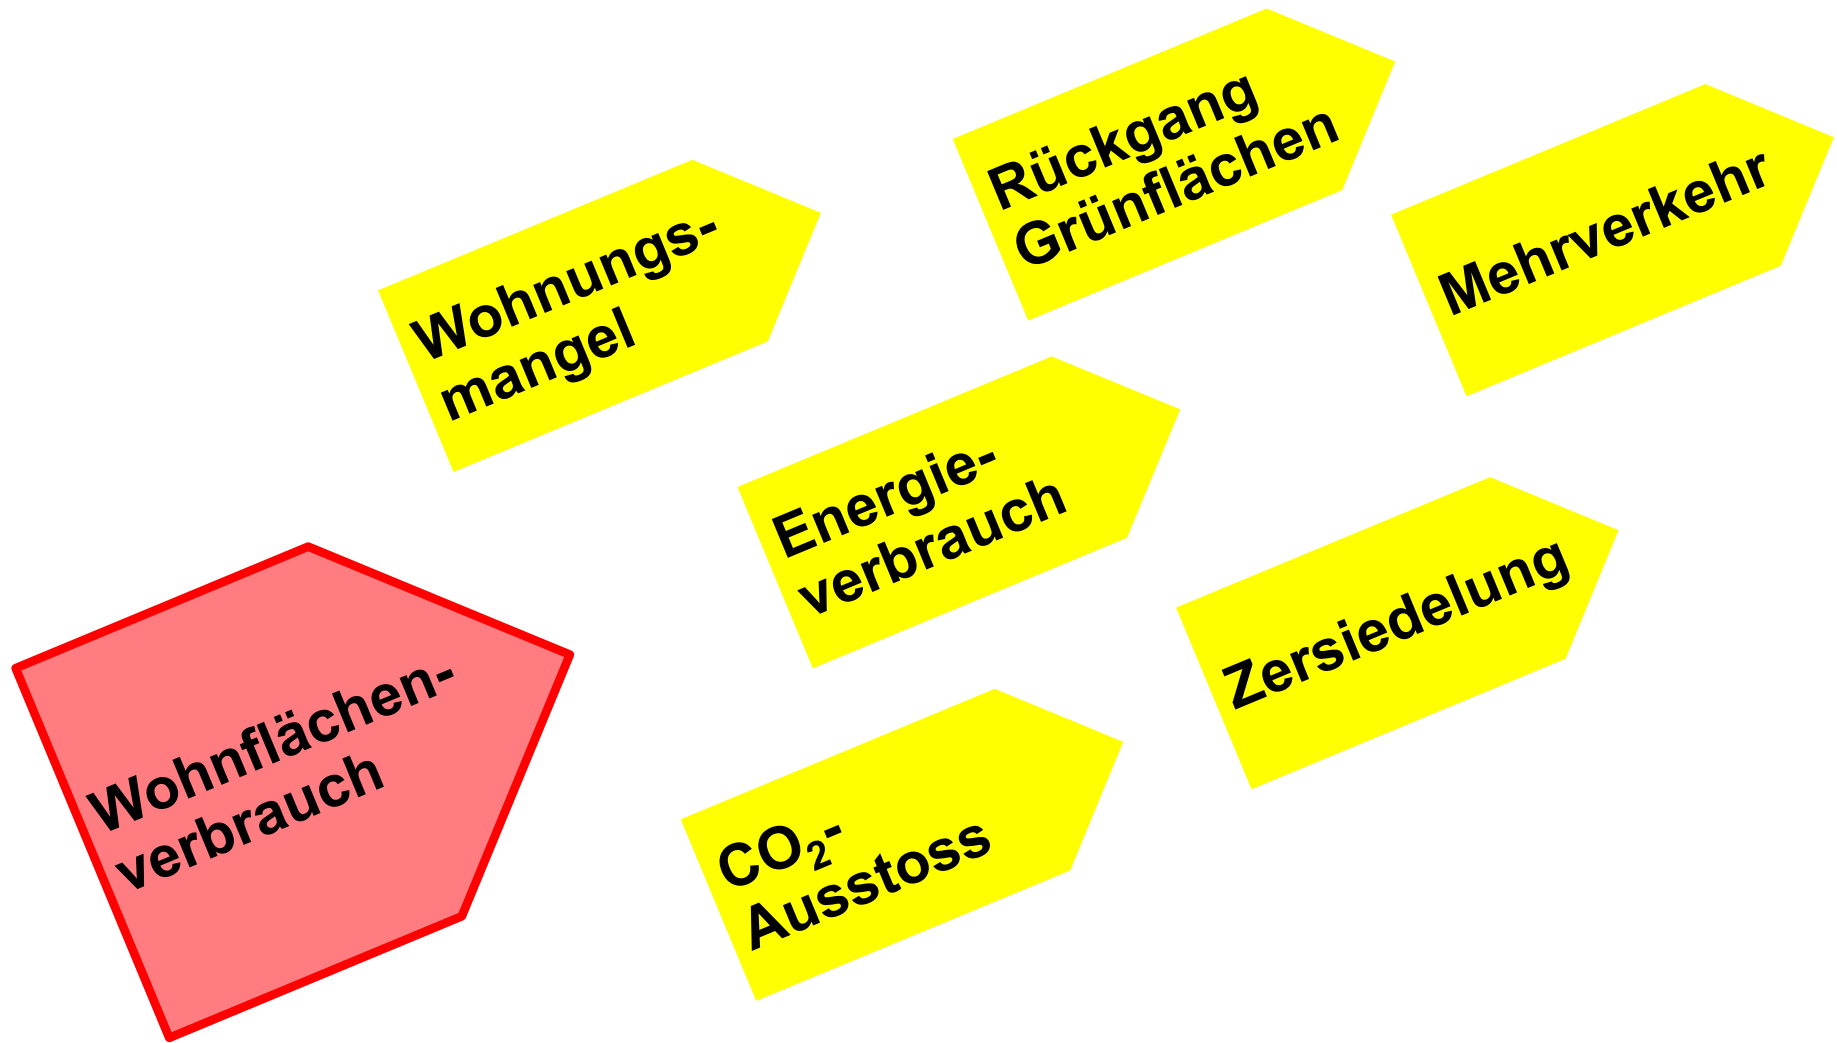 Rückgang
Grünflächen
Mehrverkehr
Wohnungs-
mangel
Energie-
verbrauch
Zersiedelung
Wohnflächen-
verbrauch
CO₂-
Ausstoss